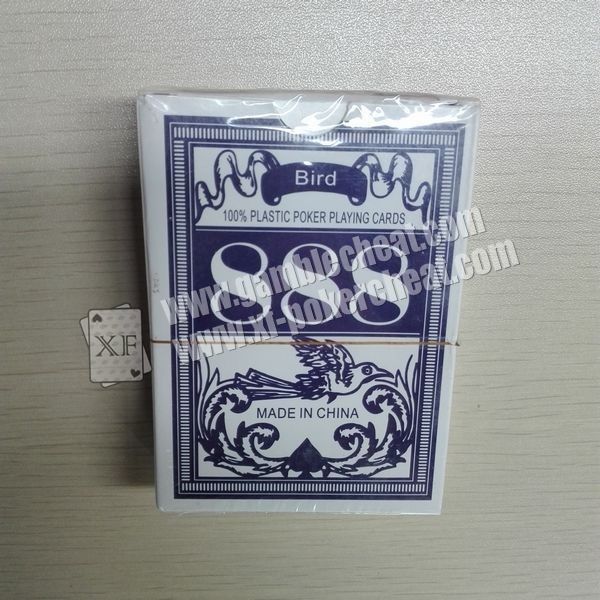 Bird
100% PLASTIC POKER PLAYING CARDS
888
www.gamblecheat.com
www.xf-pokercheat.com
XF
MADE IN CHINA